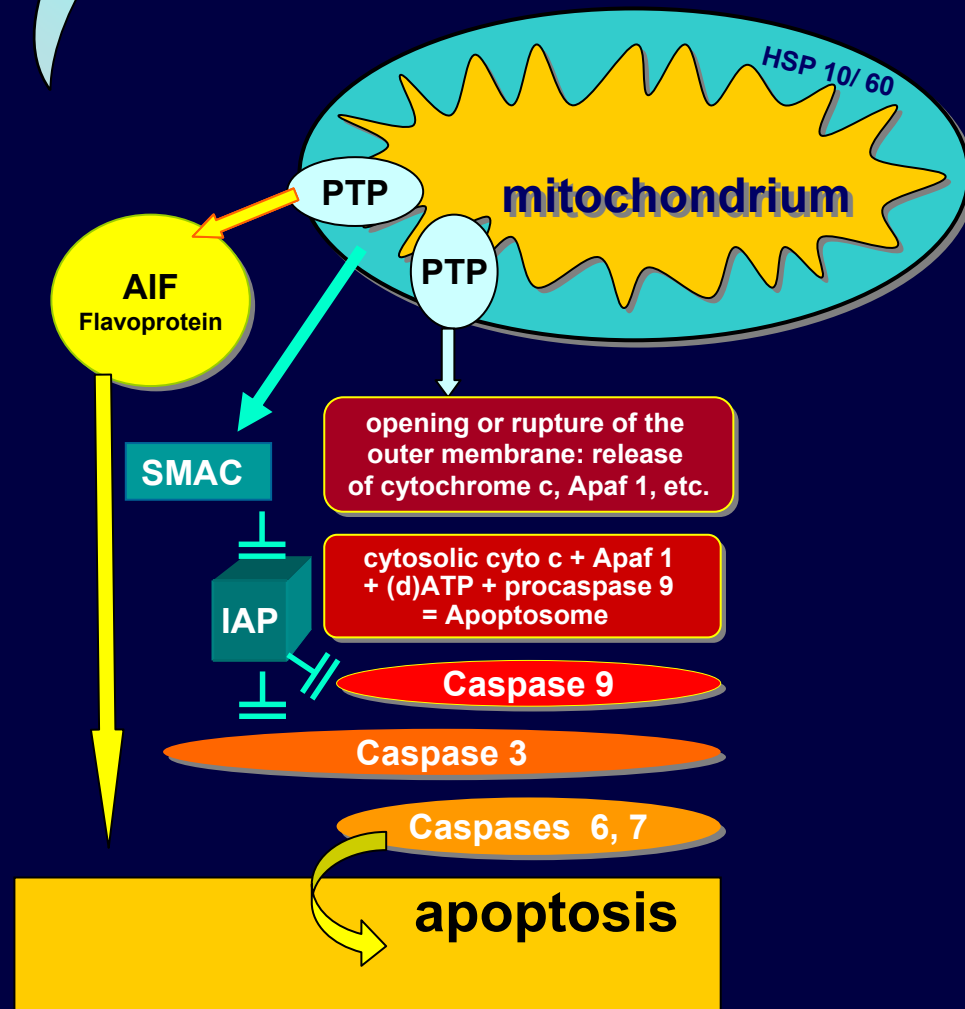 HSP 10/ 60
PTP
mitochondrium
PTP
AIF
Flavoprotein
opening or rupture of the
outer membrane: release
of cytochrome c, Apaf 1, etc.
SMAC
cytosolic cyto c + Apaf 1
+ (d)ATP + procaspase 9
= Apoptosome
IAP
Caspase 9
Caspase 3
Caspases 6, 7
apoptosis